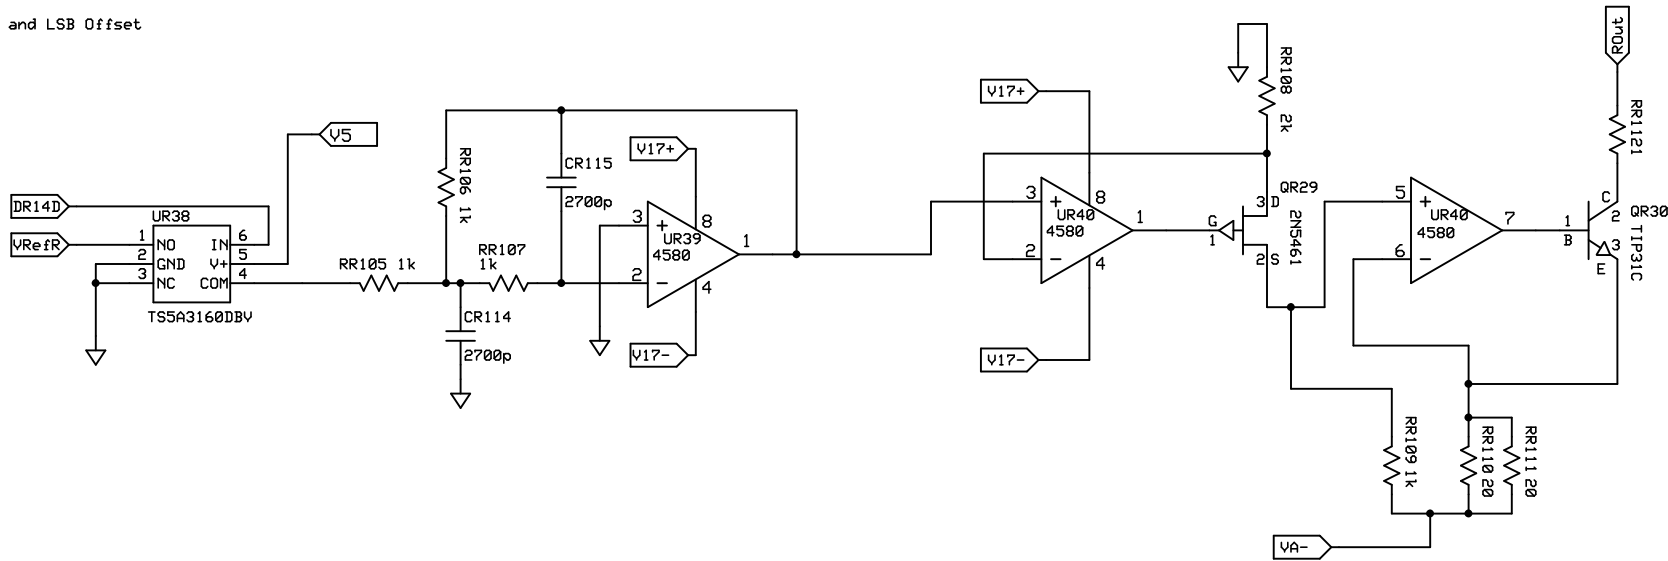 and LSB Offset
DR14D
VRefR
V5
UR38
1 NO IN 6
2 GND V+ 5
3 NC COM 4
TS5A3160DBV
RR105 1k
RR106 1k
RR107
1k
CR114
2700p
CR115
2700p
V17+
3 + 8
UR39
4580
1
2 - 4
V17-
V17+
3 + 8
UR40
4580
1
2 - 4
V17-
RR108 2k
QR29
3 D
G
1
2 S
2N5461
5 +
UR40
4580
7
6 -
ROut
RR1121
C
2
1
B
3
E
QR30
TIP31C
RR109 1k
RR110 20
RR111 20
VA-